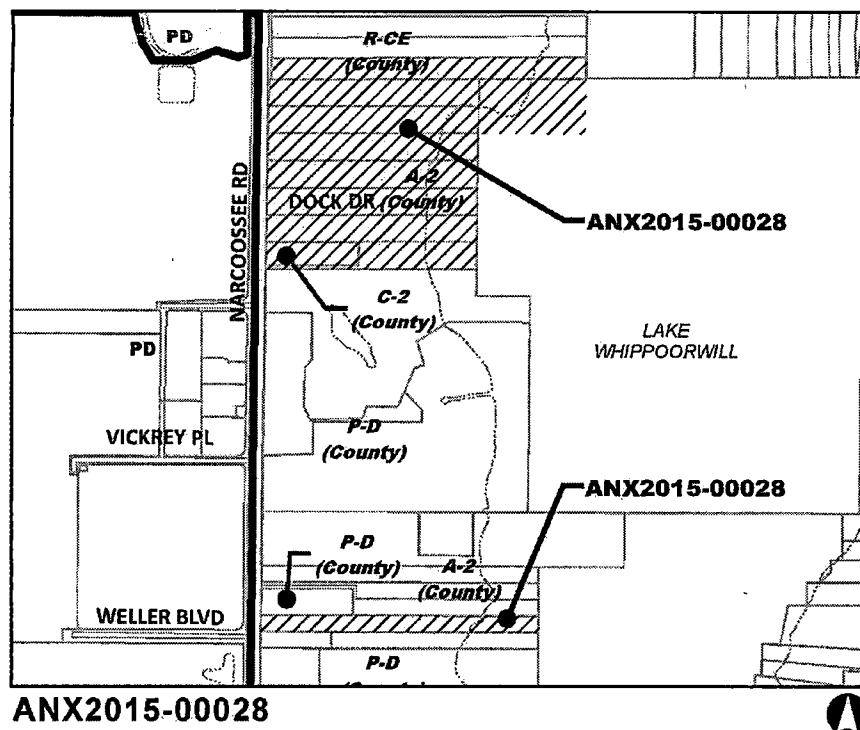 PD
R-CE
(County)
NARCOOSSEE RD
A-2
DOCK DR (County)
ANX2015-00028
C-2
(County)
LAKE
WHIPPOORWILL
PD
VICKREY PL
P-D
(County)
ANX2015-00028
P-D
(County)
A-2
(County)
WELLER BLVD
P-D
ANX2015-00028